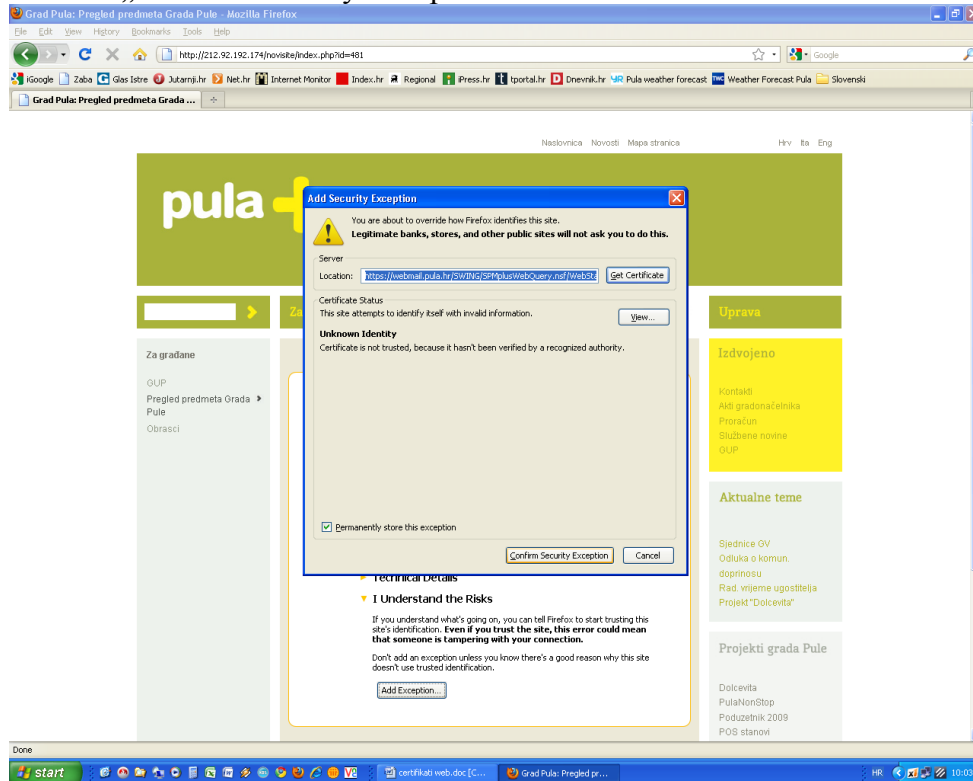 Grad Pula: Pregled predmeta Grada Pule - Mozilla Firefox
File Edit View History Bookmarks Tools Help
http://212.92.192.174/novisite/index.php?id=481
Google
iGoogle Zaba Glas Istre Jutarnji.hr Net.hr Internet Monitor Index.hr Regional iPress.hr tportal.hr Dnevnik.hr Pula weather forecast Weather Forecast Pula Slovenski
Grad Pula: Pregled predmeta Grada ...
Naslovnica Novosti Mapa stranica Hrv Ita Eng
pula+
Add Security Exception
You are about to override how Firefox identifies this site.
Legitimate banks, stores, and other public sites will not ask you to do this.
Server
Location: https://webmail.pula.hr/SWING/SPMplusWebQuery.nsf/WebSta
Get Certificate
Certificate Status
This site attempts to identify itself with invalid information.
View...
Unknown Identity
Certificate is not trusted, because it hasn't been verified by a recognized authority.
Permanently store this exception
Confirm Security Exception Cancel
Za
Uprava
Za građane
GUP
Pregled predmeta Grada
Pule
Obrasci
Izdvojeno
Kontakti
Akti gradonačelnika
Proračun
Službene novine
GUP
Aktualne teme
Sjednice GV
Odluka o komun.
doprinosu
Rad. vrijeme ugostitelja
Projekt "Dolcevita"
Projekti grada Pule
Dolcevita
PulaNonStop
Poduzetnik 2009
POS stanovi
Technical Details
I Understand the Risks
If you understand what's going on, you can tell Firefox to start trusting this
site's identification. Even if you trust the site, this error could mean
that someone is tampering with your connection.
Don't add an exception unless you know there's a good reason why this site
doesn't use trusted identification.
Add Exception...
Done
start
certifikati web.doc [C...
Grad Pula: Pregled pr...
HR
10:03